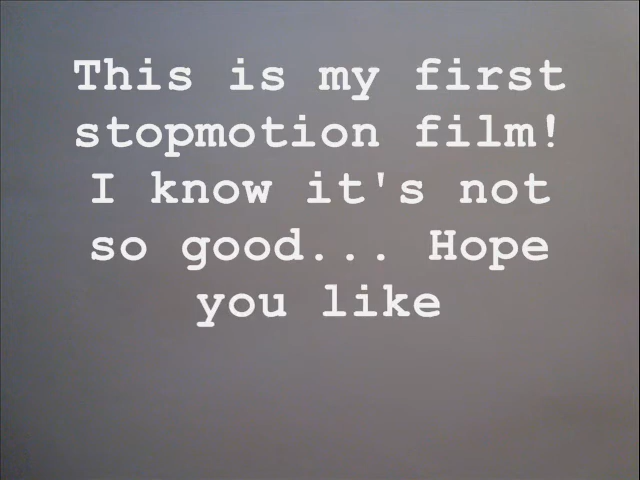 This is my first
stopmotion film!
I know it's not
so good... Hope
you like